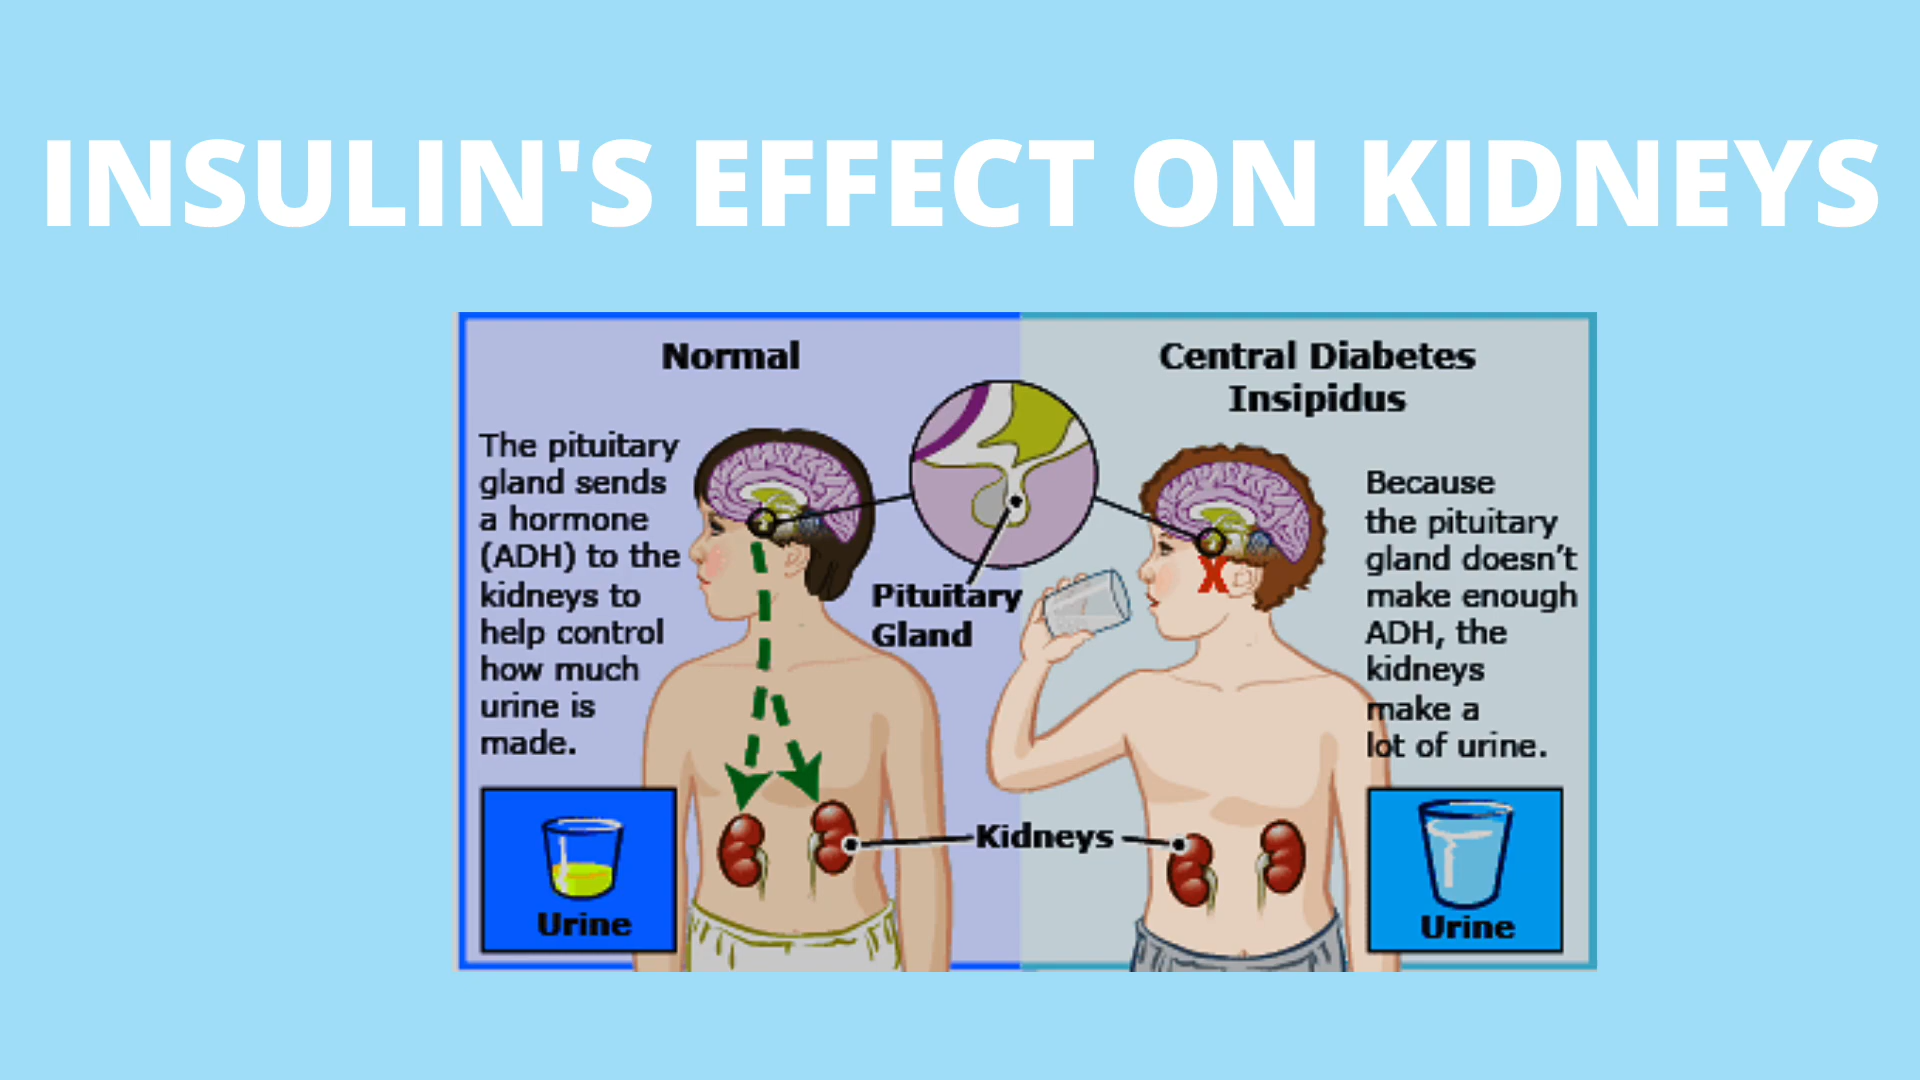 INSULIN'S EFFECT ON KIDNEYS
Normal
The pituitary
gland sends
a hormone
(ADH) to the
kidneys to
help control
how much
urine is
made.
Urine
Pituitary
Gland
Kidneys
Central Diabetes
Insipidus
X
Because
the pituitary
gland doesn't
make enough
ADH, the
kidneys
make a
lot of urine.
Urine